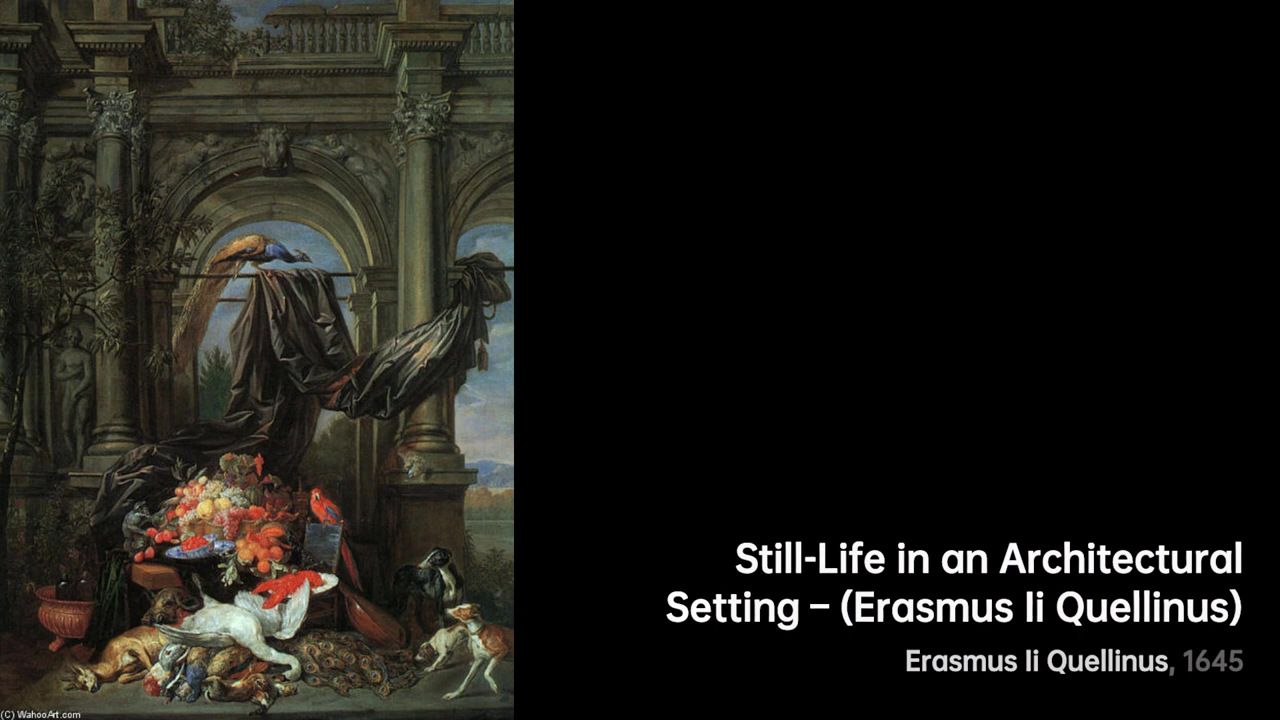 Still-Life in an Architectural
Setting – (Erasmus Ii Quellinus)
Erasmus Ii Quellinus, 1645
(C) WahooArt.com